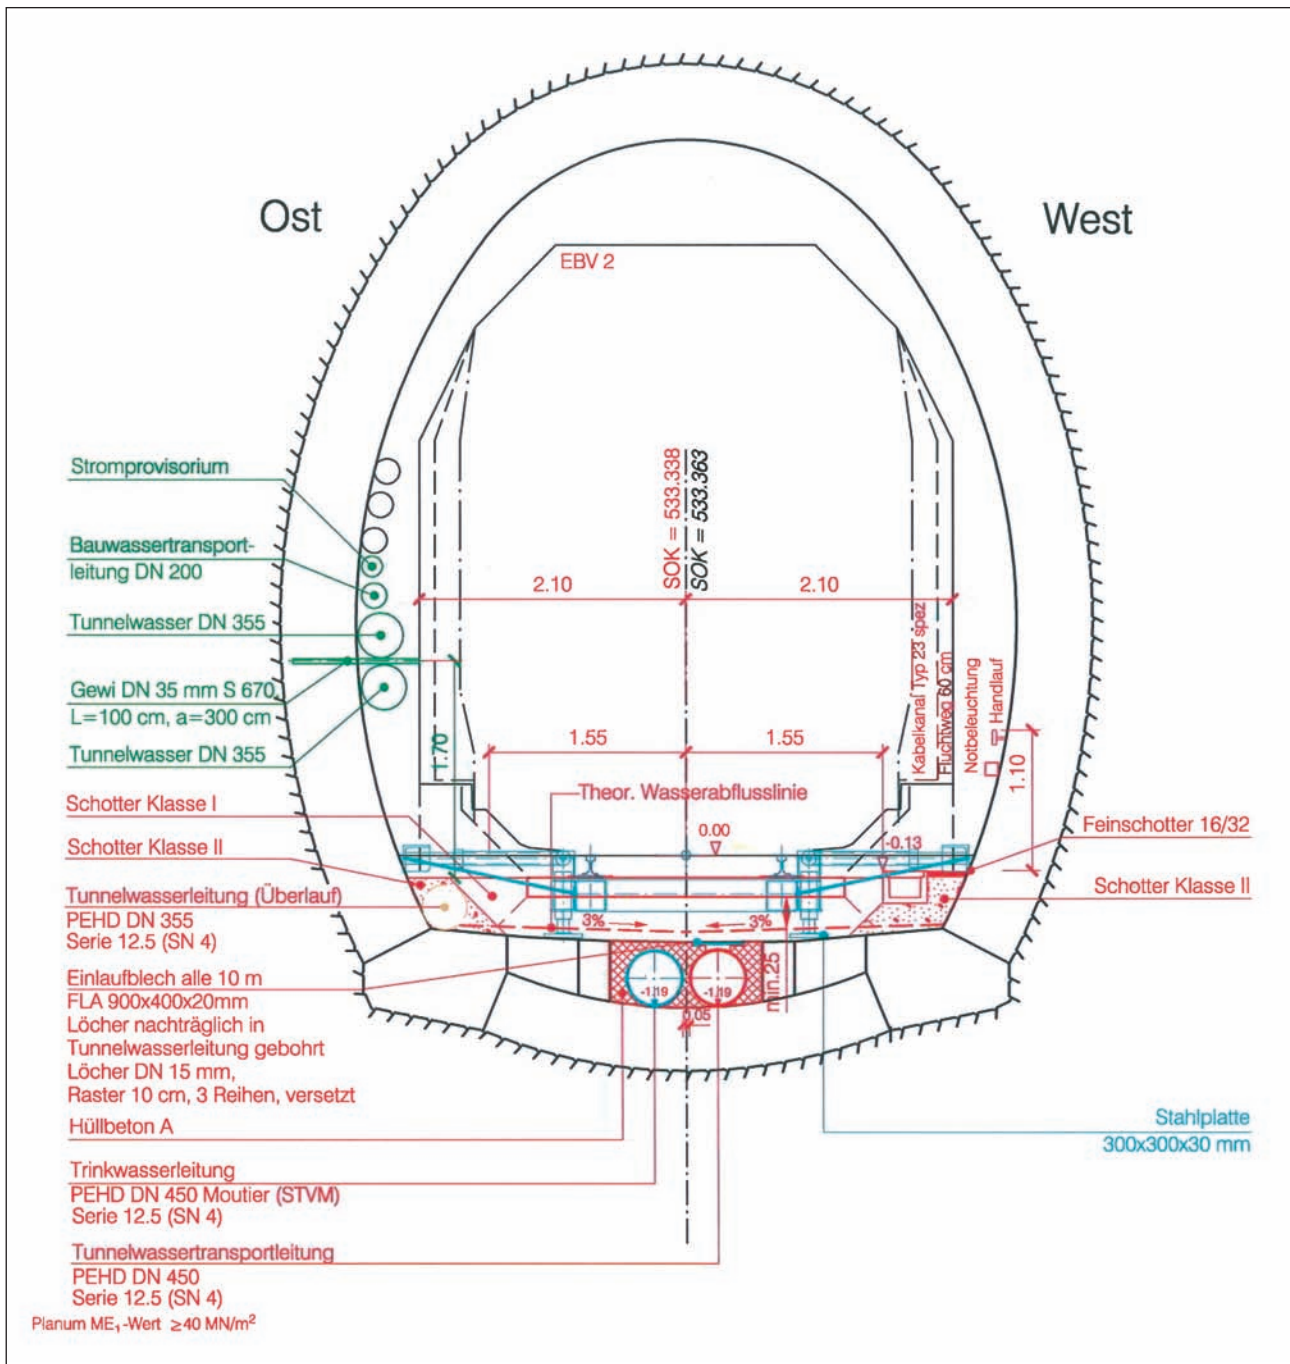 Ost
West
EBV 2
SOK = 533.338
SOK = 533.363
2.10
2.10
Stromprovisorium
Bauwassertransport-
leitung DN 200
Tunnelwasser DN 355
Gewi DN 35 mm S 670,
L=100 cm, a=300 cm
Tunnelwasser DN 355
1.70
1.55
1.55
Kabelkanal Typ 23 spez
Fluchtweg 60 cm
Notbeleuchtung
Handlauf
1.10
Schotter Klasse I
Theor. Wasserabflusslinie
0.00
-0.13
Feinschotter 16/32
Schotter Klasse II
Schotter Klasse II
Tunnelwasserleitung (Überlauf)
PEHD DN 355
Serie 12.5 (SN 4)
3%
3%
Einlaufblech alle 10 m
FLA 900x400x20mm
Löcher nachträglich in
Tunnelwasserleitung gebohrt
Löcher DN 15 mm,
Raster 10 cm, 3 Reihen, versetzt
-1.19
-1.19
min.25
0.05
Hüllbeton A
Stahlplatte
300x300x30 mm
Trinkwasserleitung
PEHD DN 450 Moutier (STVM)
Serie 12.5 (SN 4)
Tunnelwassertransportleitung
PEHD DN 450
Serie 12.5 (SN 4)
Planum ME₁-Wert ≥40 MN/m²